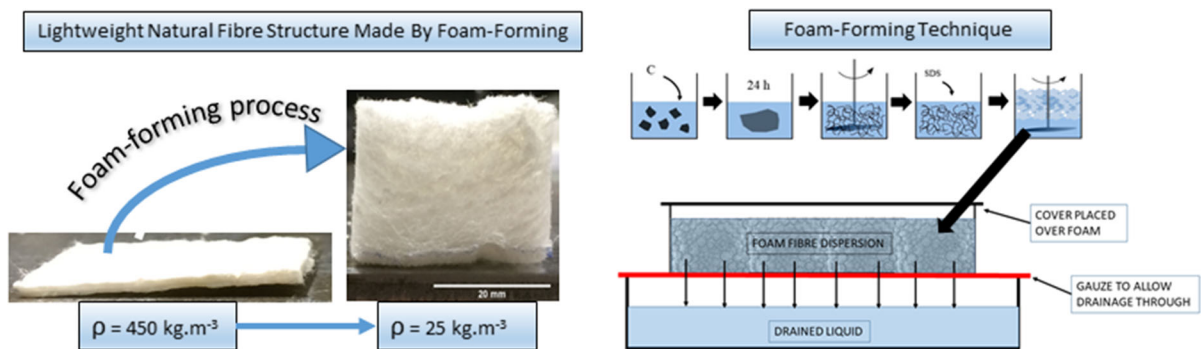 Lightweight Natural Fibre Structure Made By Foam-Forming
Foam-forming process
20 mm
ρ = 450 kg.m⁻³
ρ = 25 kg.m⁻³
Foam-Forming Technique
C
24 h
SDS
COVER PLACED
OVER FOAM
FOAM FIBRE DISPERSION
GAUZE TO ALLOW
DRAINAGE THROUGH
DRAINED LIQUID